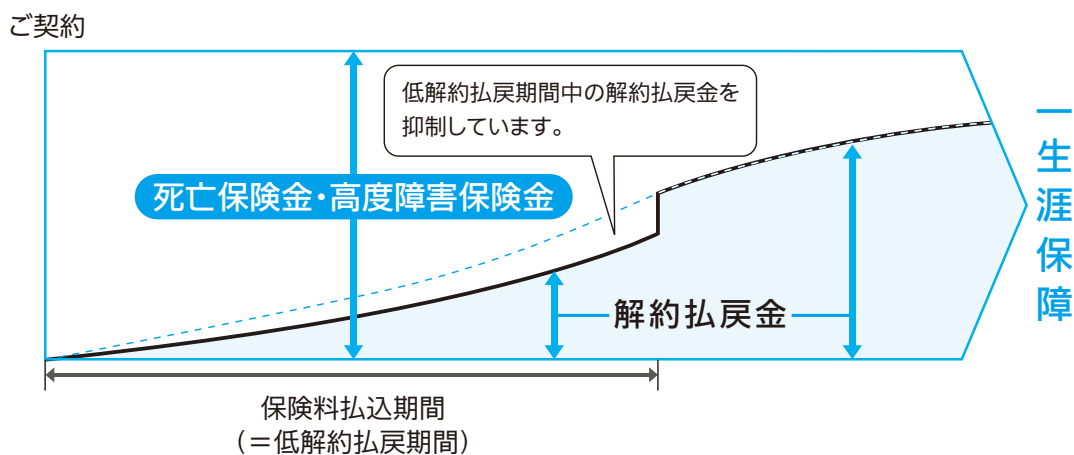 ご契約
低解約払戻期間中の解約払戻金を
抑制しています。
死亡保険金・高度障害保険金
解約払戻金
一生涯保障
保険料払込期間
（＝低解約払戻期間）